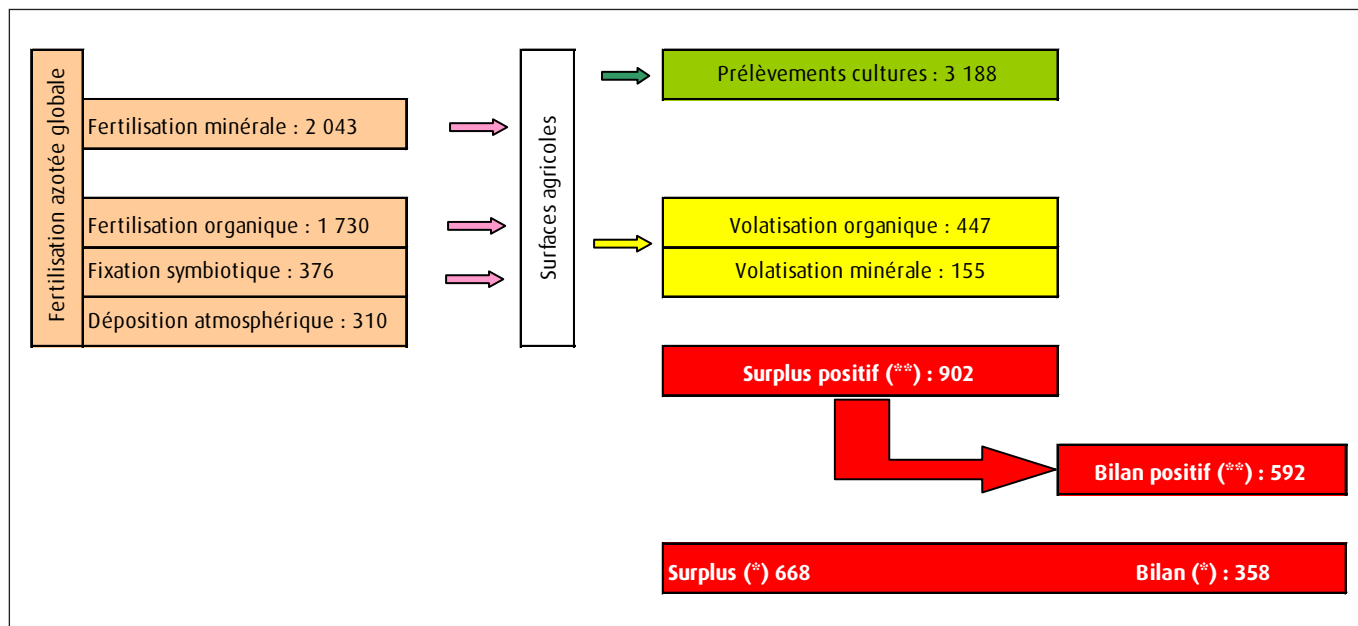 Fertilisation azotée globale
Fertilisation minérale : 2 043
Fertilisation organique : 1 730
Fixation symbiotique : 376
Déposition atmosphérique : 310
Surfaces agricoles
Prélèvements cultures : 3 188
Volatisation organique : 447
Volatisation minérale : 155
Surplus positif (**) : 902
Bilan positif (**) : 592
Surplus (*) 668
Bilan (*) : 358